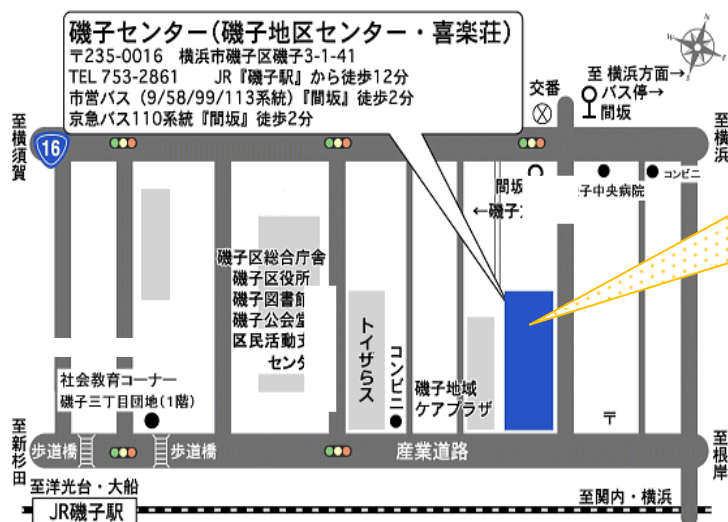 磯子センター(磯子地区センター・喜楽荘)
〒235-0016 横浜市磯子区磯子3-1-41
TEL 753-2861 JR『磯子駅』から徒歩12分
市営バス（9/58/99/113系統)『間坂』徒歩2分
京急バス110系統『間坂』徒歩2分
N
W
E
S
交番
至 横浜方面→
バス停→
間坂
至横須賀
16
至横浜
間坂
子中央病院
コンビニ
←磯子
磯子区総合庁舎
磯子区役所
磯子図書館
磯子公会堂
区民活動支
センタ
トイザらス
コンビニ
磯子地域
ケアプラザ
〒
社会教育コーナー
磯子三丁目団地(1階)
至新杉田
歩道橋
歩道橋
産業道路
至根岸
至洋光台・大船
JR磯子駅
至関内・横浜